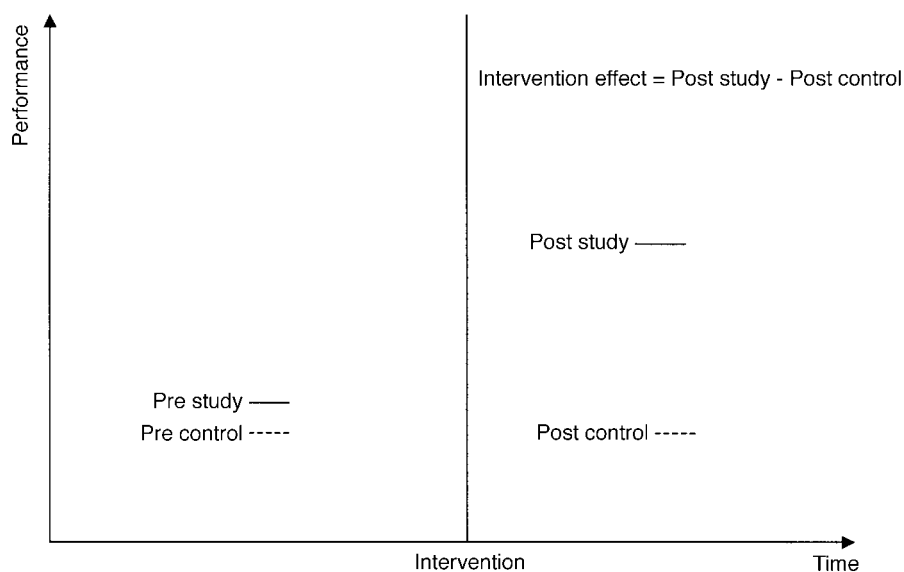 Performance
Intervention effect = Post study - Post control
Post study
Pre study
Pre control
Post control
Intervention
Time